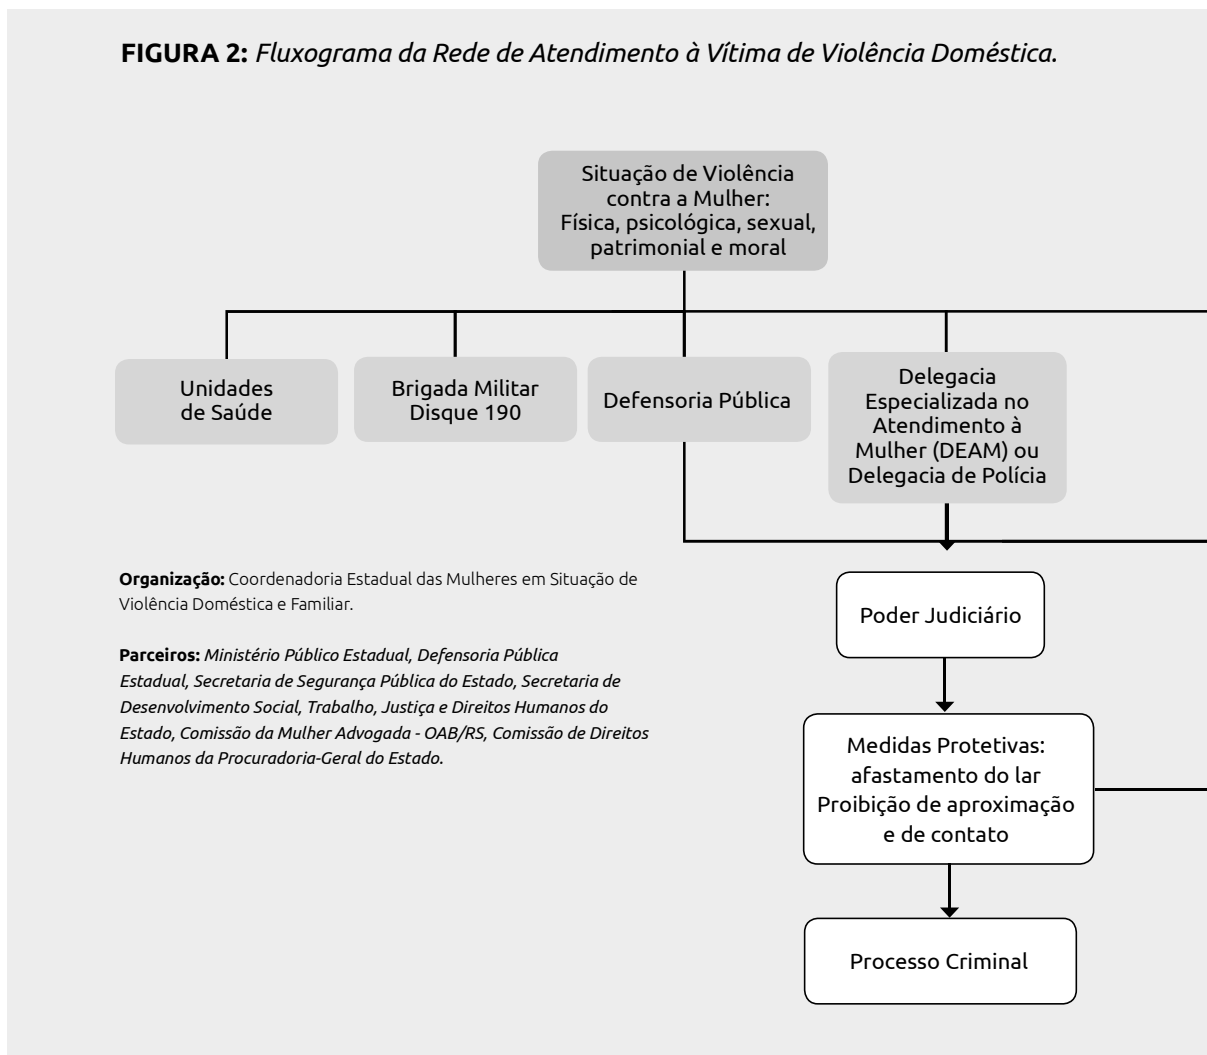 FIGURA 2: Fluxograma da Rede de Atendimento à Vítima de Violência Doméstica.
Situação de Violência
contra a Mulher:
Física, psicológica, sexual,
patrimonial e moral
Unidades
de Saúde
Brigada Militar
Disque 190
Defensoria Pública
Delegacia
Especializada no
Atendimento à
Mulher (DEAM) ou
Delegacia de Polícia
Organização: Coordenadoria Estadual das Mulheres em Situação de
Violência Doméstica e Familiar.
Parceiros: Ministério Público Estadual, Defensoria Pública
Estadual, Secretaria de Segurança Pública do Estado, Secretaria de
Desenvolvimento Social, Trabalho, Justiça e Direitos Humanos do
Estado, Comissão da Mulher Advogada - OAB/RS, Comissão de Direitos
Humanos da Procuradoria-Geral do Estado.
Poder Judiciário
Medidas Protetivas:
afastamento do lar
Proibição de aproximação
e de contato
Processo Criminal